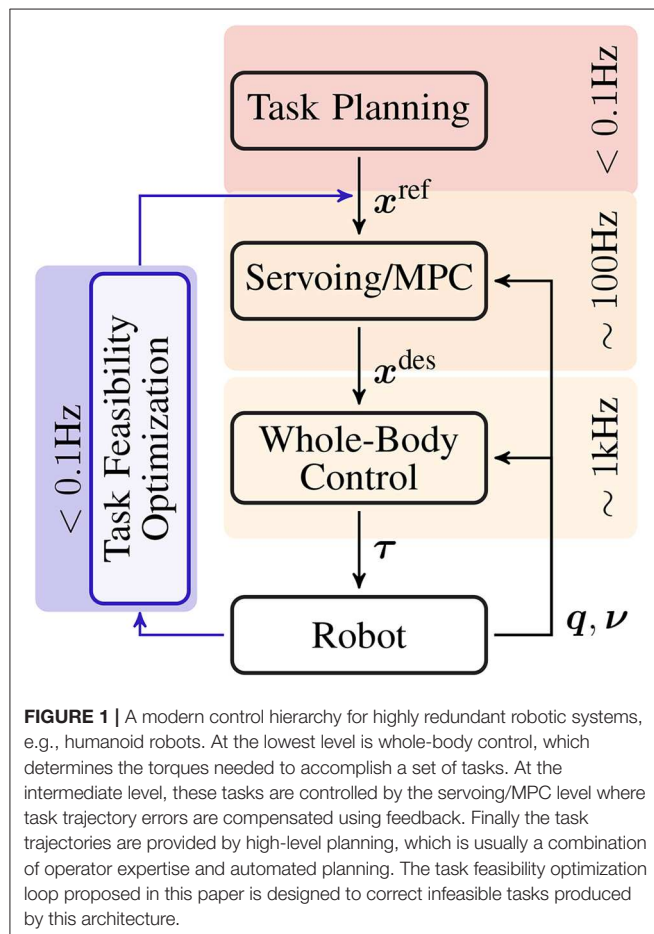 Task Planning
< 0.1Hz
x^ref
Servoing/MPC
~ 100Hz
x^des
Whole-Body
Control
~ 1kHz
τ
Robot
q, ν
Task Feasibility
Optimization
< 0.1Hz
FIGURE 1 | A modern control hierarchy for highly redundant robotic systems,
e.g., humanoid robots. At the lowest level is whole-body control, which
determines the torques needed to accomplish a set of tasks. At the
intermediate level, these tasks are controlled by the servoing/MPC level where
task trajectory errors are compensated using feedback. Finally the task
trajectories are provided by high-level planning, which is usually a combination
of operator expertise and automated planning. The task feasibility optimization
loop proposed in this paper is designed to correct infeasible tasks produced
by this architecture.